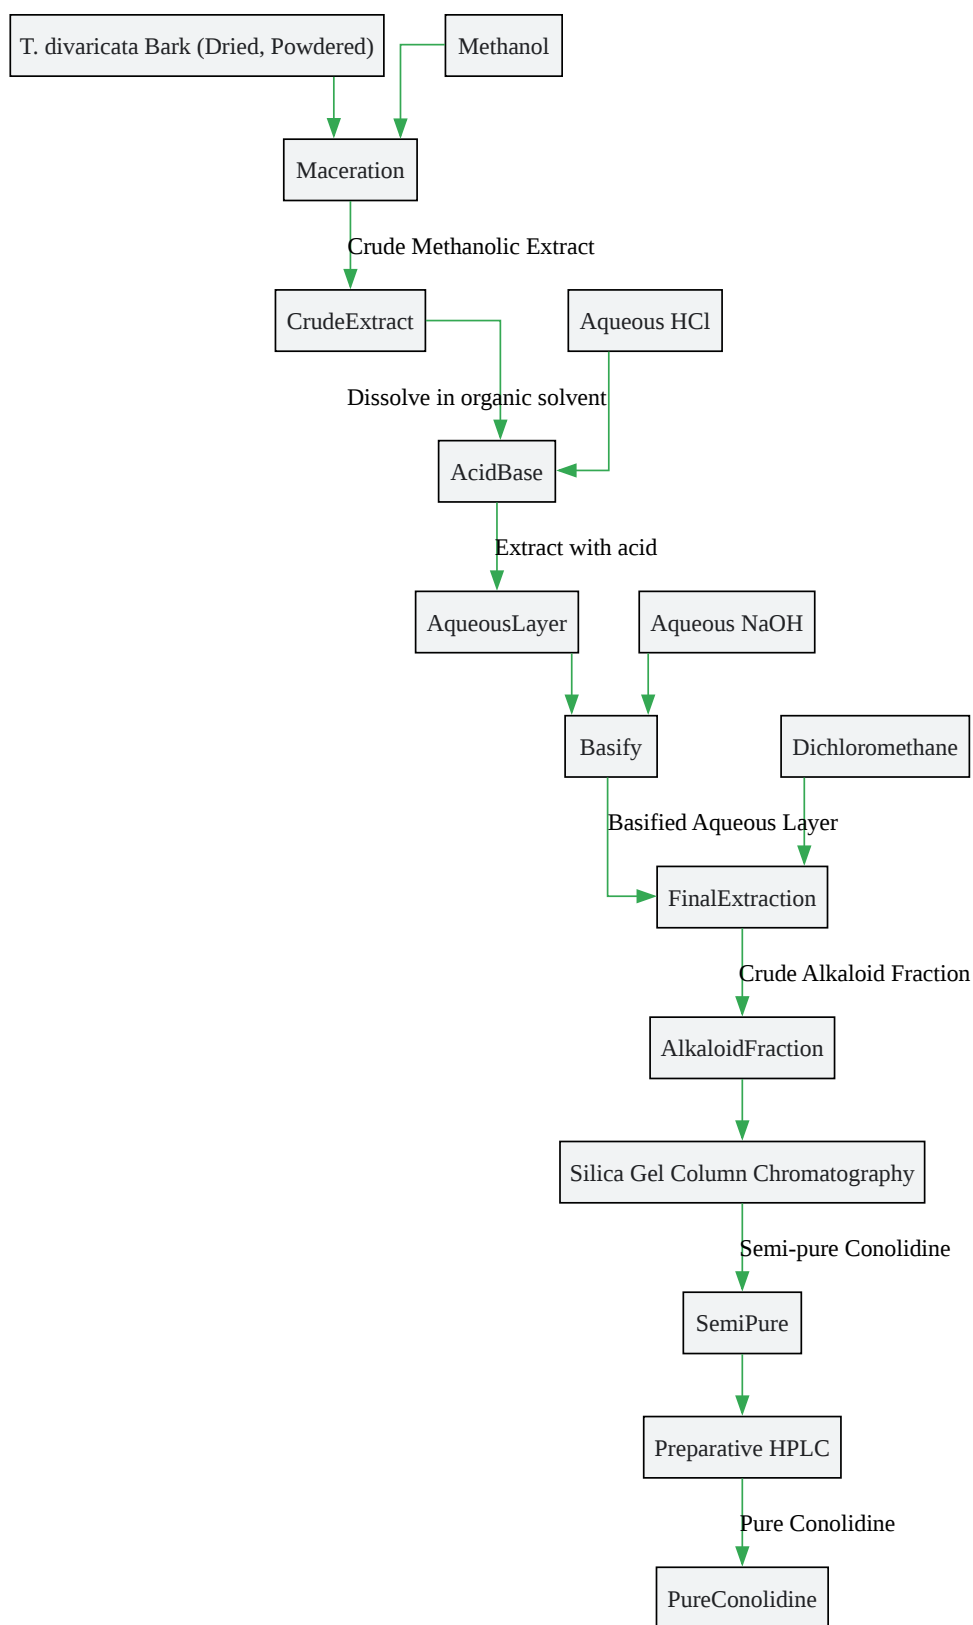 T. divaricata Bark (Dried, Powdered)
Methanol
Maceration
Crude Methanolic Extract
CrudeExtract
Aqueous HCl
Dissolve in organic solvent
AcidBase
Extract with acid
AqueousLayer
Aqueous NaOH
Basify
Dichloromethane
Basified Aqueous Layer
FinalExtraction
Crude Alkaloid Fraction
AlkaloidFraction
Silica Gel Column Chromatography
Semi-pure Conolidine
SemiPure
Preparative HPLC
Pure Conolidine
PureConolidine